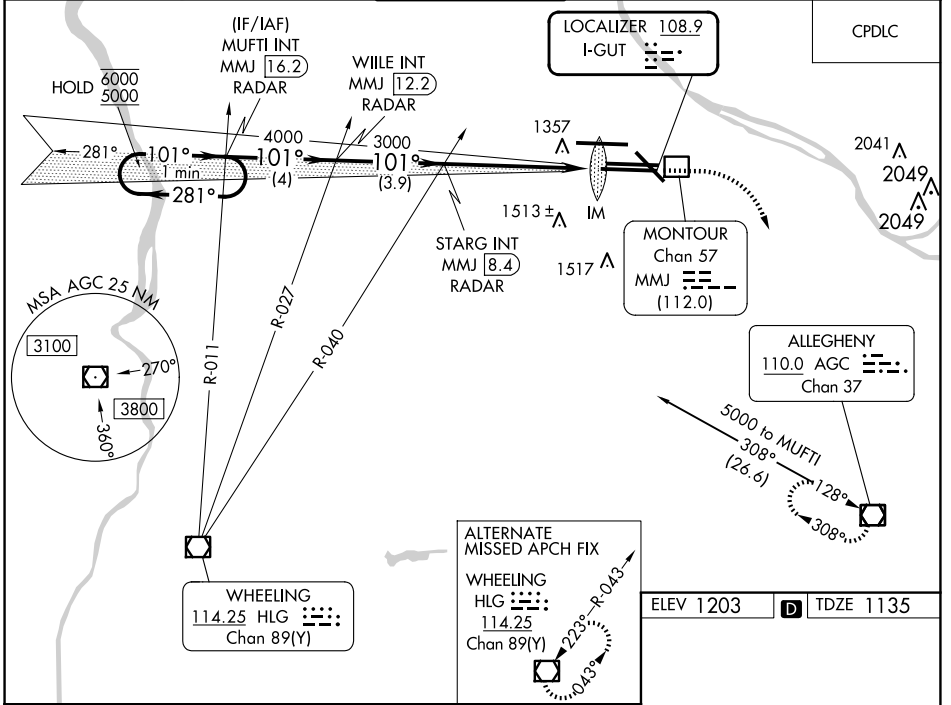 (IF/IAF)
MUFTI INT
MMJ 16.2
RADAR
HOLD 6000
5000
WIILE INT
MMJ 12.2
RADAR
LOCALIZER 108.9
I-GUT
CPDLC
4000
3000
281°
101°
101°
101°
1 min
(4)
(3.9)
281°
1357
IM
1513 ±
1517
2041
2049
2049
STARG INT
MMJ 8.4
RADAR
MONTOUR
Chan 57
MMJ
(112.0)
MSA AGC 25 NM
3100
270°
3800
360°
R-011
R-027
R-040
ALLEGHENY
110.0 AGC
Chan 37
5000 to MUFTI
308°
(26.6)
128°
308°
WHEELING
114.25 HLG
Chan 89(Y)
ALTERNATE
MISSED APCH FIX
WHEELING
HLG
114.25
Chan 89(Y)
R-043
223°
043°
ELEV 1203
D
TDZE 1135